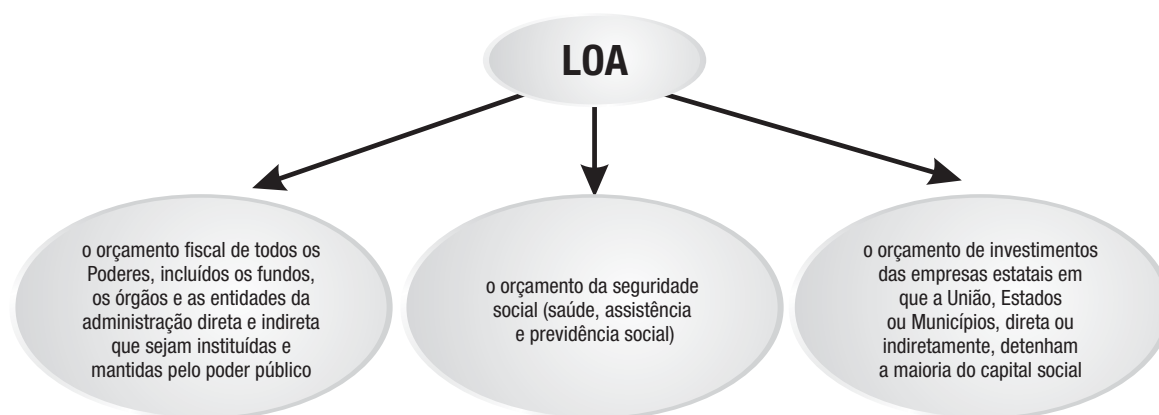 LOA
o orçamento fiscal de todos os
Poderes, incluídos os fundos,
os órgãos e as entidades da
administração direta e indireta
que sejam instituídas e
mantidas pelo poder público
o orçamento da seguridade
social (saúde, assistência
e previdência social)
o orçamento de investimentos
das empresas estatais em
que a União, Estados
ou Municípios, direta ou
indiretamente, detenham
a maioria do capital social